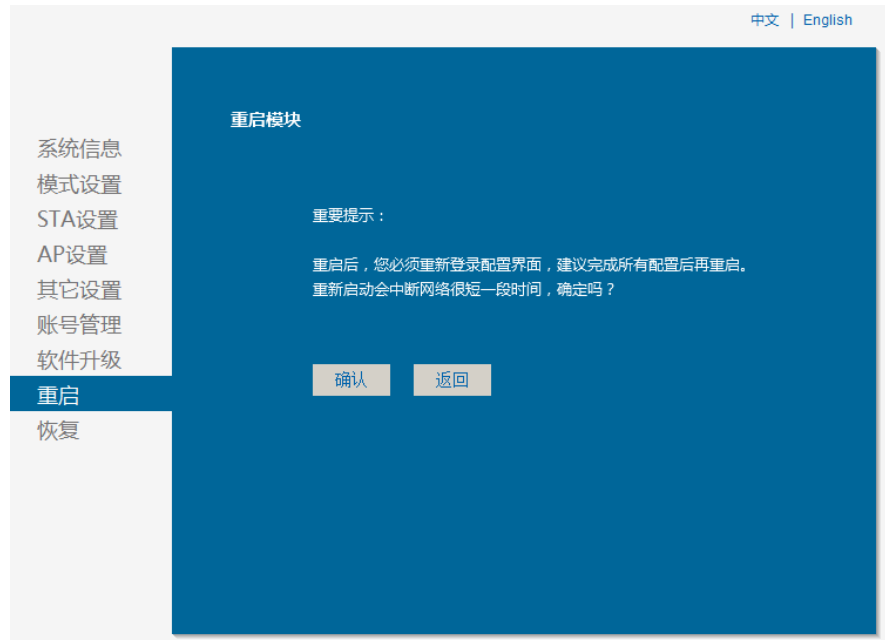 中文 | English
系统信息
模式设置
STA设置
AP设置
其它设置
账号管理
软件升级
重启
恢复
重启模块
重要提示：
重启后，您必须重新登录配置界面，建议完成所有配置后再重启。
重新启动会中断网络很短一段时间，确定吗？
确认 返回